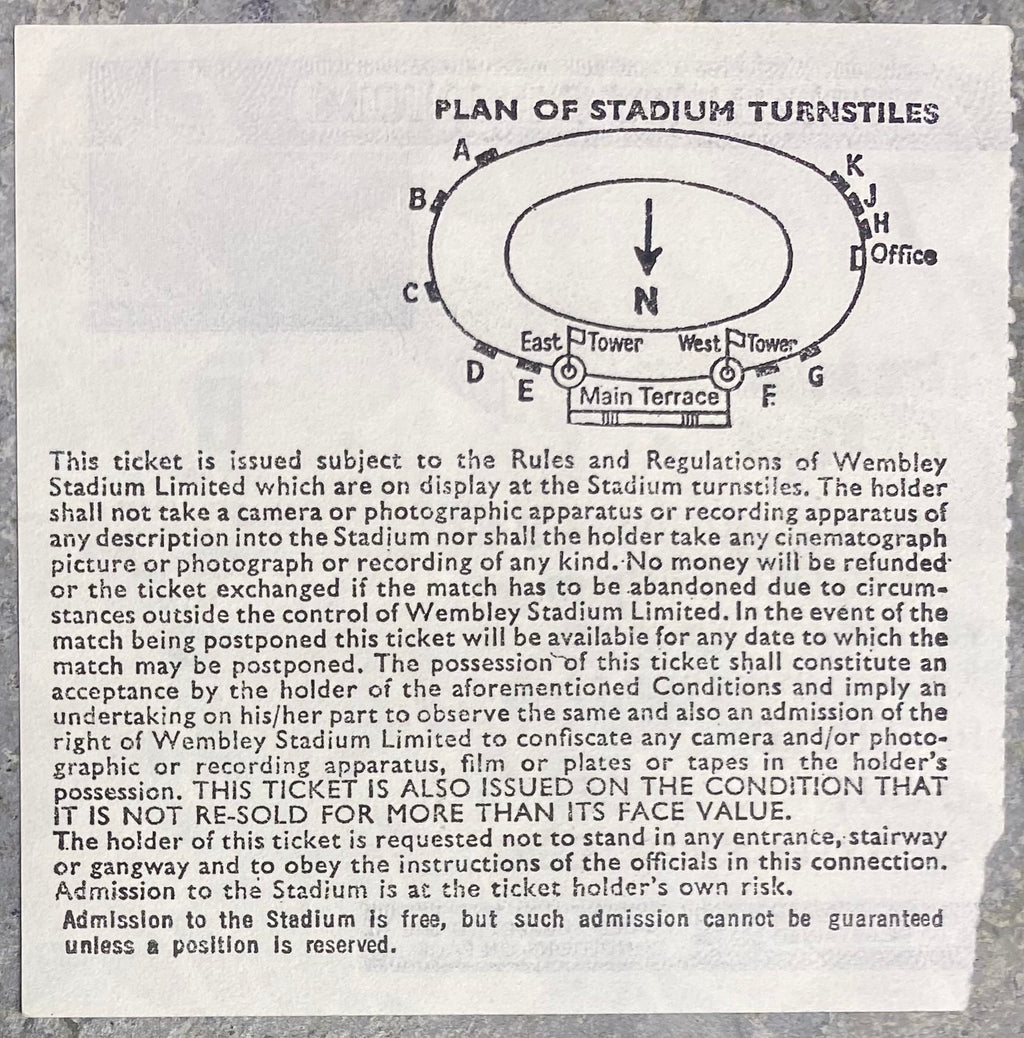 PLAN OF STADIUM TURNSTILES
A
K
B
J
H
Office
C
N
East Tower
West Tower
D
E
F
G
Main Terrace
This ticket is issued subject to the Rules and Regulations of Wembley
Stadium Limited which are on display at the Stadium turnstiles. The holder
shall not take a camera or photographic apparatus or recording apparatus of
any description into the Stadium nor shall the holder take any cinematograph
picture or photograph or recording of any kind. No money will be refunded
or the ticket exchanged if the match has to be abandoned due to circum-
stances outside the control of Wembley Stadium Limited. In the event of the
match being postponed this ticket will be available for any date to which the
match may be postponed. The possession of this ticket shall constitute an
acceptance by the holder of the aforementioned Conditions and imply an
undertaking on his/her part to observe the same and also an admission of the
right of Wembley Stadium Limited to confiscate any camera and/or photo-
graphic or recording apparatus, film or plates or tapes in the holder's
possession. THIS TICKET IS ALSO ISSUED ON THE CONDITION THAT
IT IS NOT RE-SOLD FOR MORE THAN ITS FACE VALUE.
The holder of this ticket is requested not to stand in any entrance, stairway
or gangway and to obey the instructions of the officials in this connection.
Admission to the Stadium is at the ticket holder's own risk.
Admission to the Stadium is free, but such admission cannot be guaranteed
unless a position is reserved.